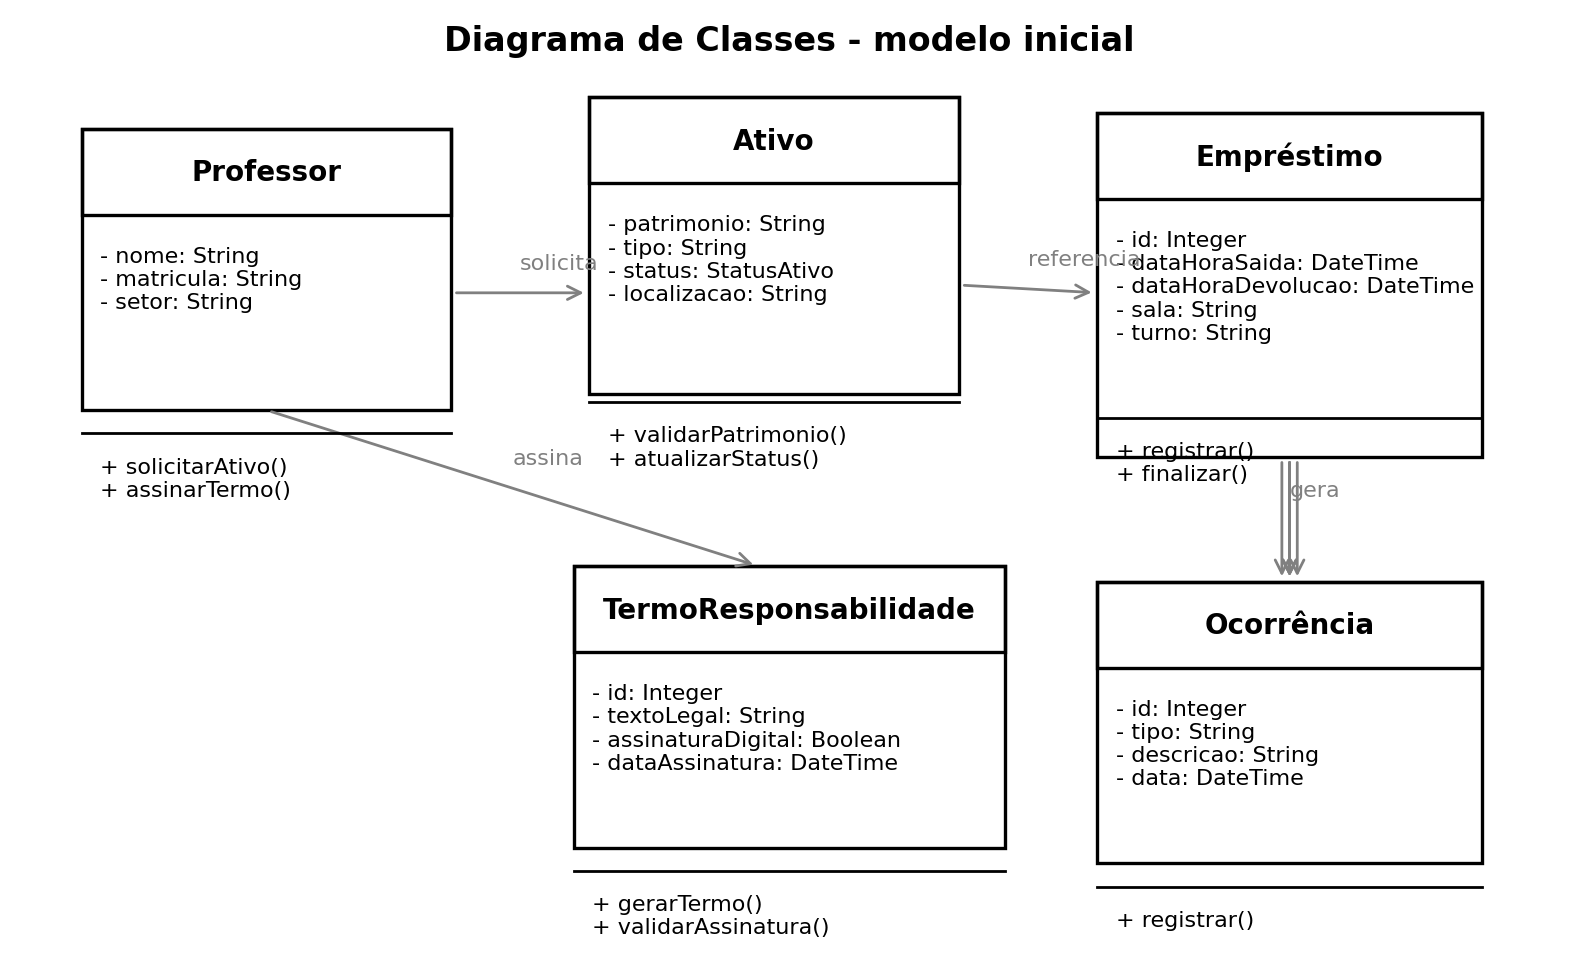 Diagrama de Classes - modelo inicial
Professor
- nome: String
- matricula: String
- setor: String
+ solicitarAtivo()
+ assinarTermo()
solicita
Ativo
- patrimonio: String
- tipo: String
- status: StatusAtivo
- localizacao: String
+ validarPatrimonio()
+ atualizarStatus()
referencia
Empréstimo
- id: Integer
- dataHoraSaida: DateTime
- dataHoraDevolucao: DateTime
- sala: String
- turno: String
+ registrar()
+ finalizar()
assina
gera
TermoResponsabilidade
- id: Integer
- textoLegal: String
- assinaturaDigital: Boolean
- dataAssinatura: DateTime
+ gerarTermo()
+ validarAssinatura()
Ocorrência
- id: Integer
- tipo: String
- descricao: String
- data: DateTime
+ registrar()